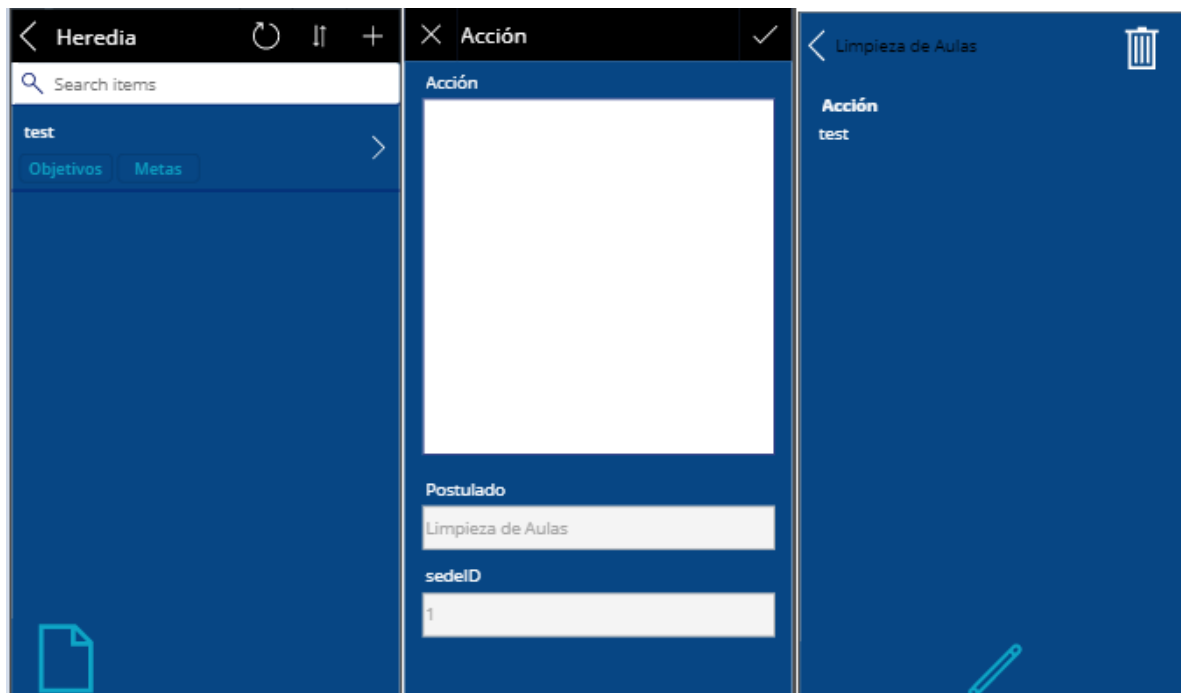 Heredia
Search items
test
Objetivos Metas
Acción
Acción
Postulado
Limpieza de Aulas
sedeID
1
Limpieza de Aulas
Acción
test